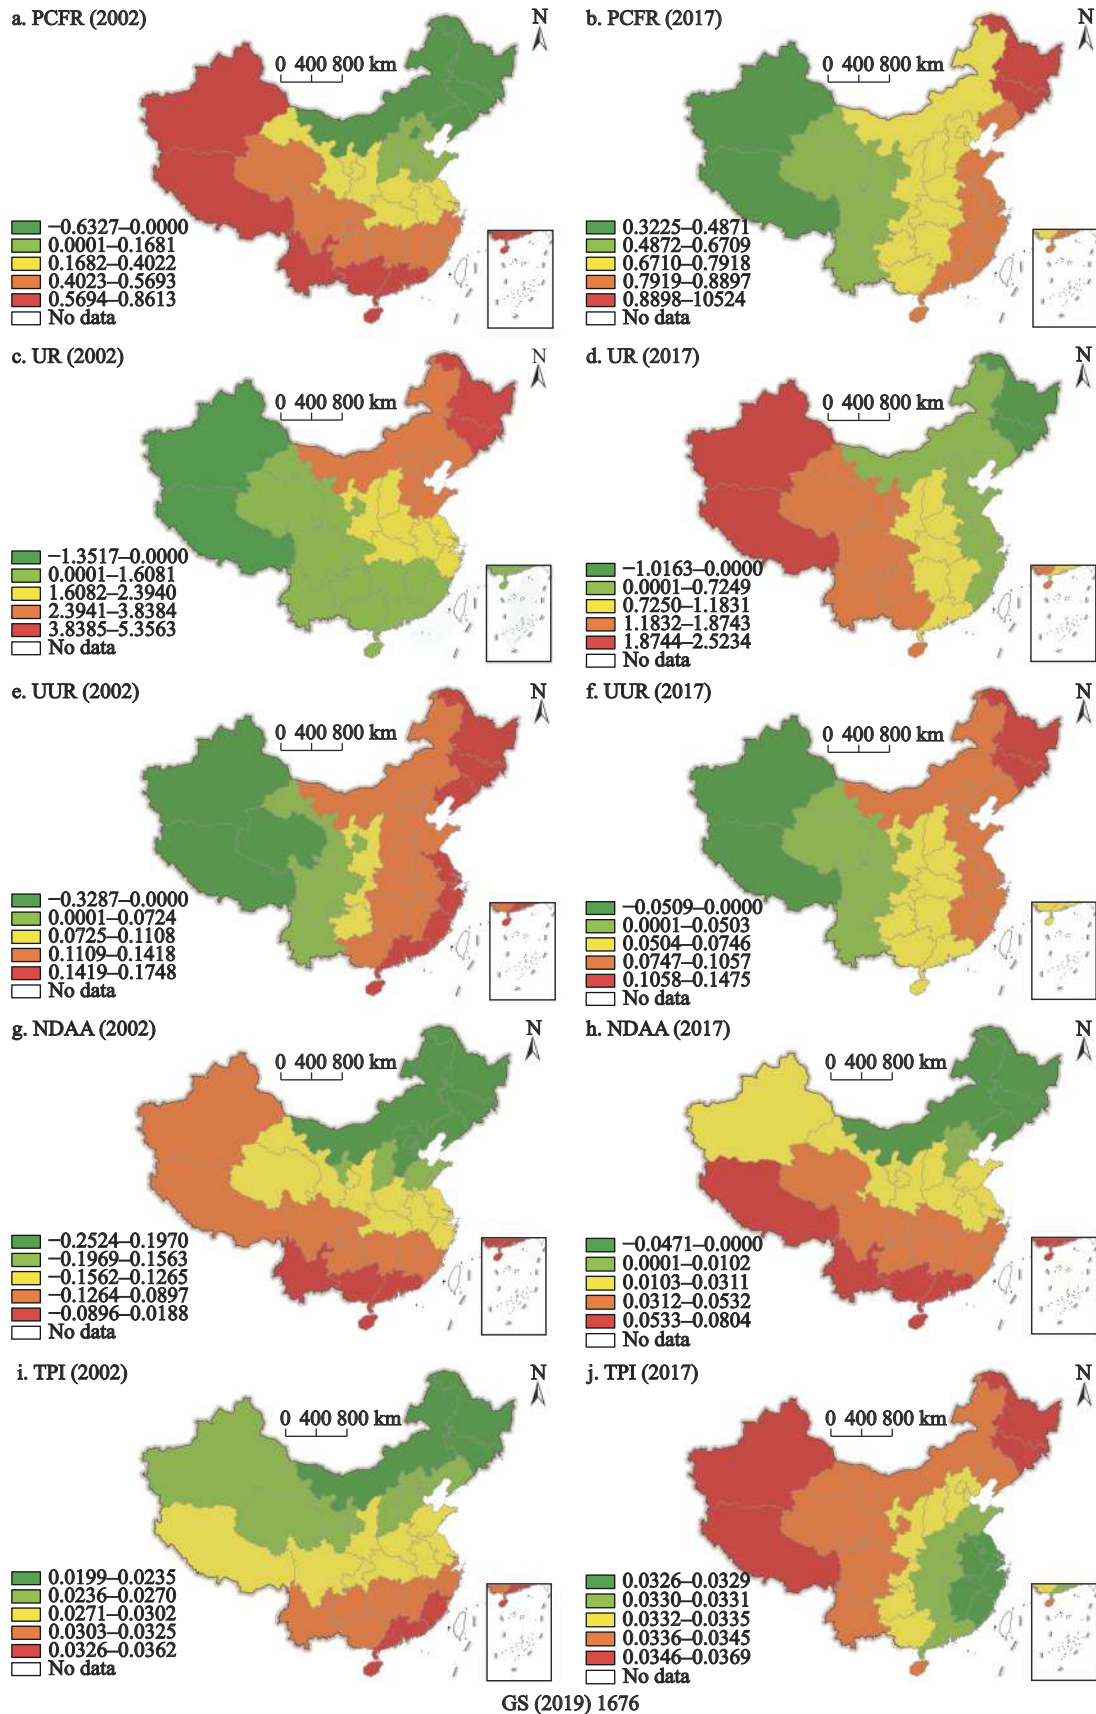 a. PCFR (2002)
N
0 400 800 km
−0.6327–0.0000
0.0001–0.1681
0.1682–0.4022
0.4023–0.5693
0.5694–0.8613
No data
b. PCFR (2017)
N
0 400 800 km
0.3225–0.4871
0.4872–0.6709
0.6710–0.7918
0.7919–0.8897
0.8898–10524
No data
c. UR (2002)
N
0 400 800 km
−1.3517–0.0000
0.0001–1.6081
1.6082–2.3940
2.3941–3.8384
3.8385–5.3563
No data
d. UR (2017)
N
0 400 800 km
−1.0163–0.0000
0.0001–0.7249
0.7250–1.1831
1.1832–1.8743
1.8744–2.5234
No data
e. UUR (2002)
N
0 400 800 km
−0.3287–0.0000
0.0001–0.0724
0.0725–0.1108
0.1109–0.1418
0.1419–0.1748
No data
f. UUR (2017)
N
0 400 800 km
−0.0509–0.0000
0.0001–0.0503
0.0504–0.0746
0.0747–0.1057
0.1058–0.1475
No data
g. NDAA (2002)
N
0 400 800 km
−0.2524–0.1970
−0.1969–0.1563
−0.1562–0.1265
−0.1264–0.0897
−0.0896–0.0188
No data
h. NDAA (2017)
N
0 400 800 km
−0.0471–0.0000
0.0001–0.0102
0.0103–0.0311
0.0312–0.0532
0.0533–0.0804
No data
i. TPI (2002)
N
0 400 800 km
0.0199–0.0235
0.0236–0.0270
0.0271–0.0302
0.0303–0.0325
0.0326–0.0362
No data
j. TPI (2017)
N
0 400 800 km
0.0326–0.0329
0.0330–0.0331
0.0332–0.0335
0.0336–0.0345
0.0346–0.0369
No data
GS (2019) 1676